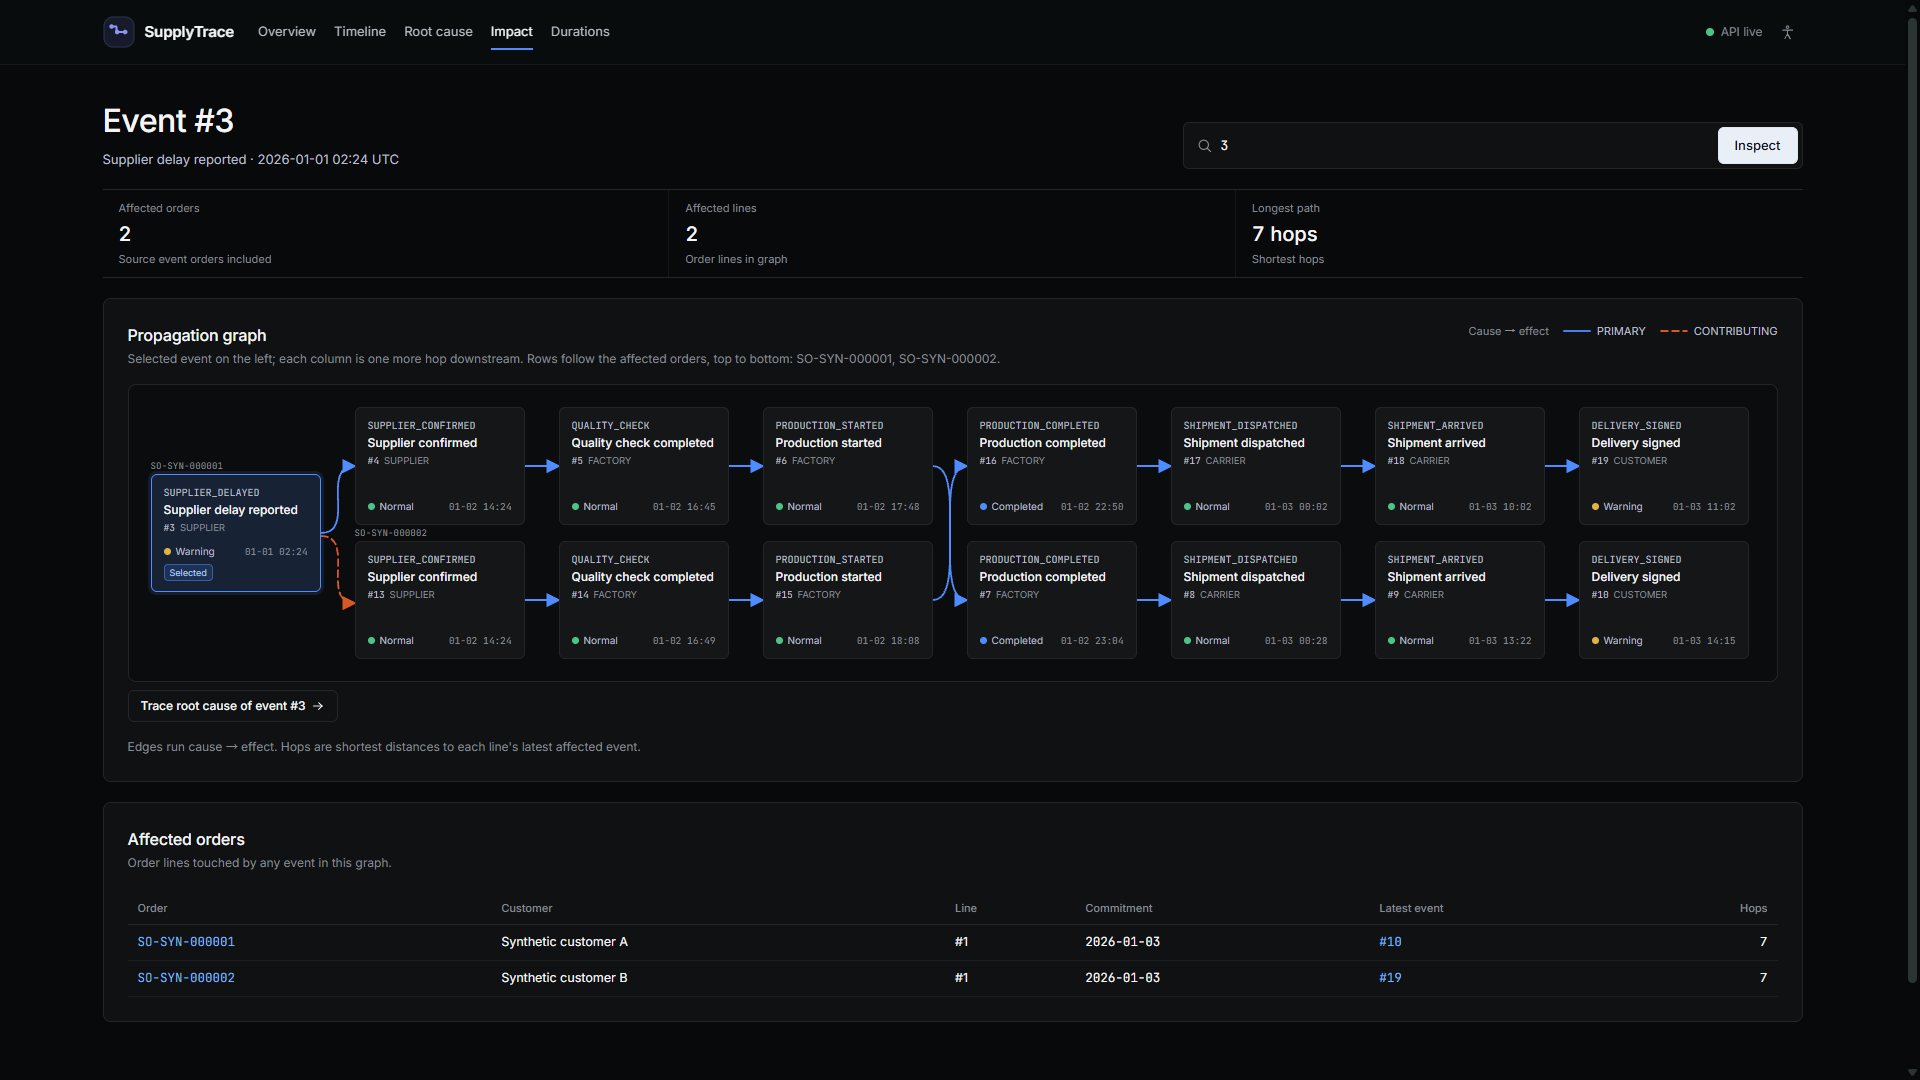 SupplyTrace Overview Timeline Root cause Impact Durations API live
Event #3
Supplier delay reported · 2026-01-01 02:24 UTC
3 Inspect
Affected orders
2
Source event orders included
Affected lines
2
Order lines in graph
Longest path
7 hops
Shortest hops
Propagation graph
Cause → effect PRIMARY CONTRIBUTING
Selected event on the left; each column is one more hop downstream. Rows follow the affected orders, top to bottom: SO-SYN-000001, SO-SYN-000002.
SO-SYN-000001
SUPPLIER_DELAYED
Supplier delay reported
#3 SUPPLIER
Warning 01-01 02:24
Selected
SUPPLIER_CONFIRMED
Supplier confirmed
#4 SUPPLIER
Normal 01-02 14:24
QUALITY_CHECK
Quality check completed
#5 FACTORY
Normal 01-02 16:45
PRODUCTION_STARTED
Production started
#6 FACTORY
Normal 01-02 17:48
PRODUCTION_COMPLETED
Production completed
#16 FACTORY
Completed 01-02 22:50
SHIPMENT_DISPATCHED
Shipment dispatched
#17 CARRIER
Normal 01-03 00:02
SHIPMENT_ARRIVED
Shipment arrived
#18 CARRIER
Normal 01-03 10:02
DELIVERY_SIGNED
Delivery signed
#19 CUSTOMER
Warning 01-03 11:02
SO-SYN-000002
SUPPLIER_CONFIRMED
Supplier confirmed
#13 SUPPLIER
Normal 01-02 14:24
QUALITY_CHECK
Quality check completed
#14 FACTORY
Normal 01-02 16:49
PRODUCTION_STARTED
Production started
#15 FACTORY
Normal 01-02 18:08
PRODUCTION_COMPLETED
Production completed
#7 FACTORY
Completed 01-02 23:04
SHIPMENT_DISPATCHED
Shipment dispatched
#8 CARRIER
Normal 01-03 00:28
SHIPMENT_ARRIVED
Shipment arrived
#9 CARRIER
Normal 01-03 13:22
DELIVERY_SIGNED
Delivery signed
#10 CUSTOMER
Warning 01-03 14:15
Trace root cause of event #3 →
Edges run cause → effect. Hops are shortest distances to each line's latest affected event.
Affected orders
Order lines touched by any event in this graph.
Order Customer Line Commitment Latest event Hops
SO-SYN-000001 Synthetic customer A #1 2026-01-03 #10 7
SO-SYN-000002 Synthetic customer B #1 2026-01-03 #19 7